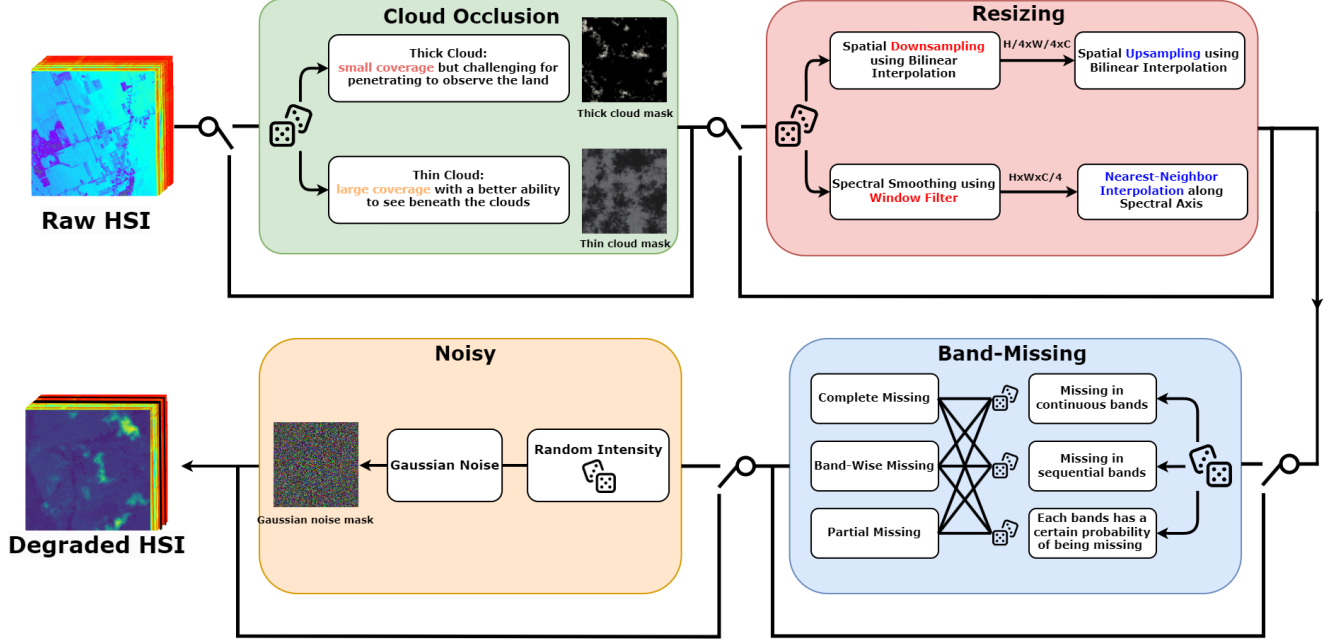 Cloud Occlusion
Thick Cloud:
small coverage but challenging for
penetrating to observe the land
Thick cloud mask
Thin Cloud:
large coverage with a better ability
to see beneath the clouds
Thin cloud mask
Raw HSI
Resizing
Spatial Downsampling
using Bilinear
Interpolation
H/4xW/4xC
Spatial Upsampling using
Bilinear Interpolation
Spectral Smoothing using
Window Filter
HxWxC/4
Nearest-Neighbor
Interpolation along
Spectral Axis
Noisy
Gaussian noise mask
Gaussian Noise
Random Intensity
Degraded HSI
Band-Missing
Complete Missing
Band-Wise Missing
Partial Missing
Missing in
continuous bands
Missing in
sequential bands
Each bands has a
certain probability
of being missing